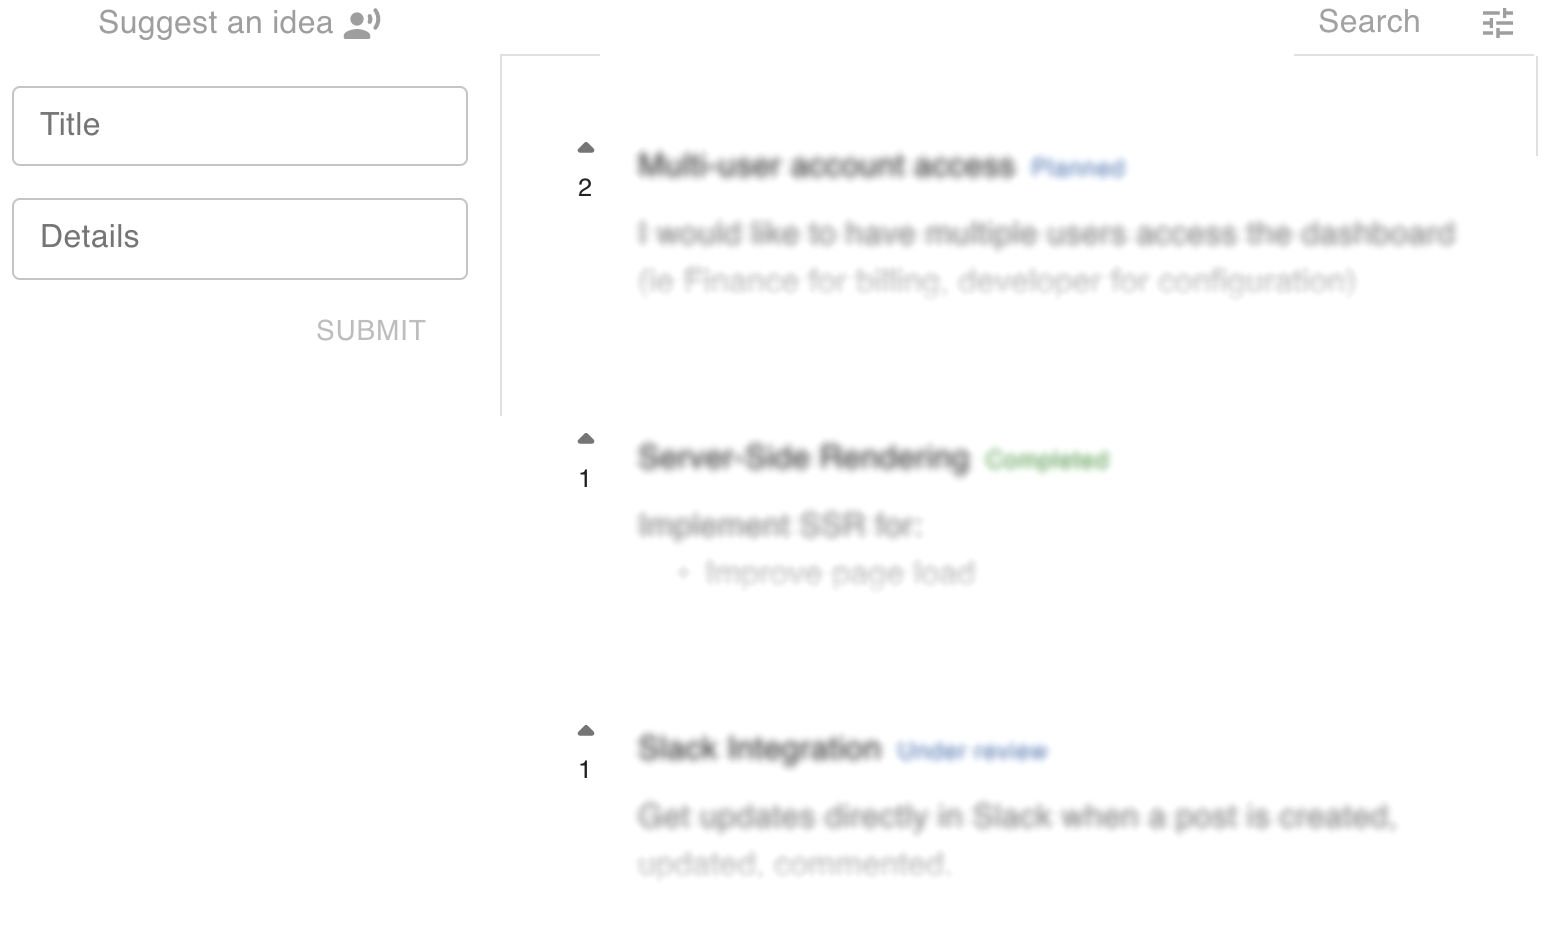 Suggest an idea
Search
Title
Details
SUBMIT
2
Multi-user account access Planned
I would like to have multiple users access the dashboard
(ie Finance for billing, developer for configuration)
1
Server-Side Rendering Completed
Implement SSR for:
• Improve page load
1
Slack Integration Under review
Get updates directly in Slack when a post is created,
updated, commented.